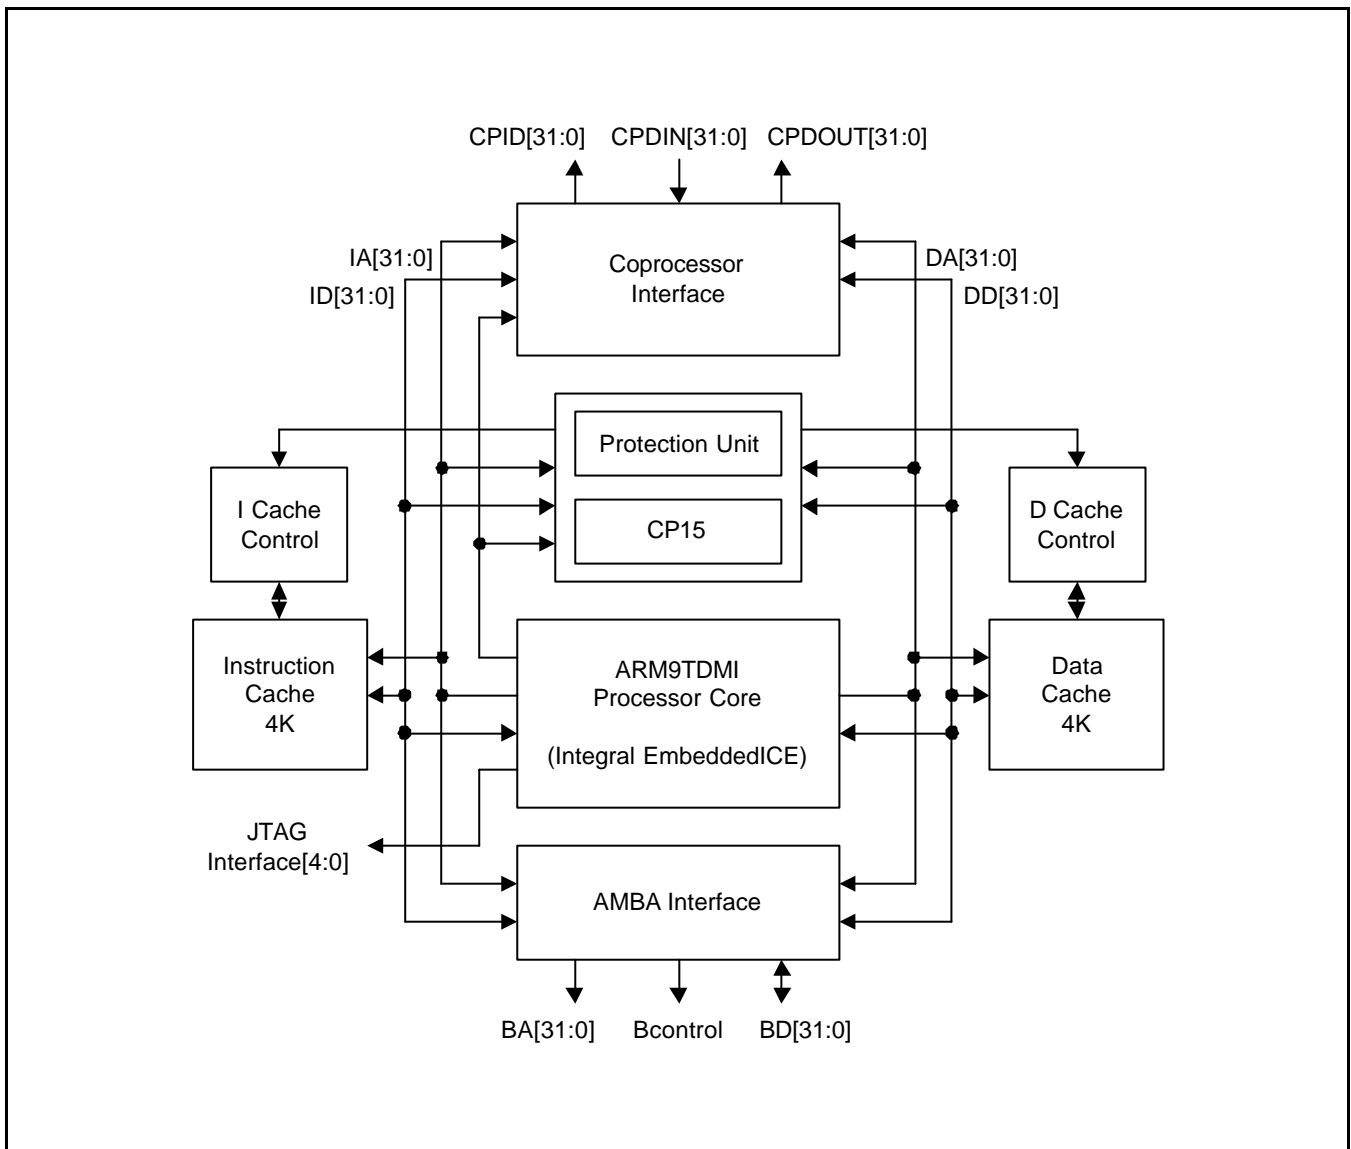 CPID[31:0] CPDIN[31:0] CPDOUT[31:0]
IA[31:0]
ID[31:0]
Coprocessor
Interface
DA[31:0]
DD[31:0]
Protection Unit
CP15
I Cache
Control
D Cache
Control
Instruction
Cache
4K
ARM9TDMI
Processor Core
(Integral EmbeddedICE)
Data
Cache
4K
JTAG
Interface[4:0]
AMBA Interface
BA[31:0] Bcontrol BD[31:0]